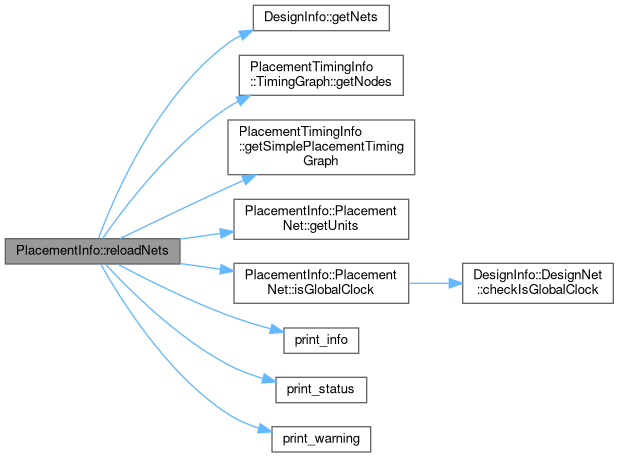 DesignInfo::getNets
PlacementTimingInfo
::TimingGraph::getNodes
PlacementTimingInfo
::getSimplePlacementTiming
Graph
PlacementInfo::Placement
Net::getUnits
PlacementInfo::reloadNets
PlacementInfo::Placement
Net::isGlobalClock
DesignInfo::DesignNet
::checkIsGlobalClock
print_info
print_status
print_warning